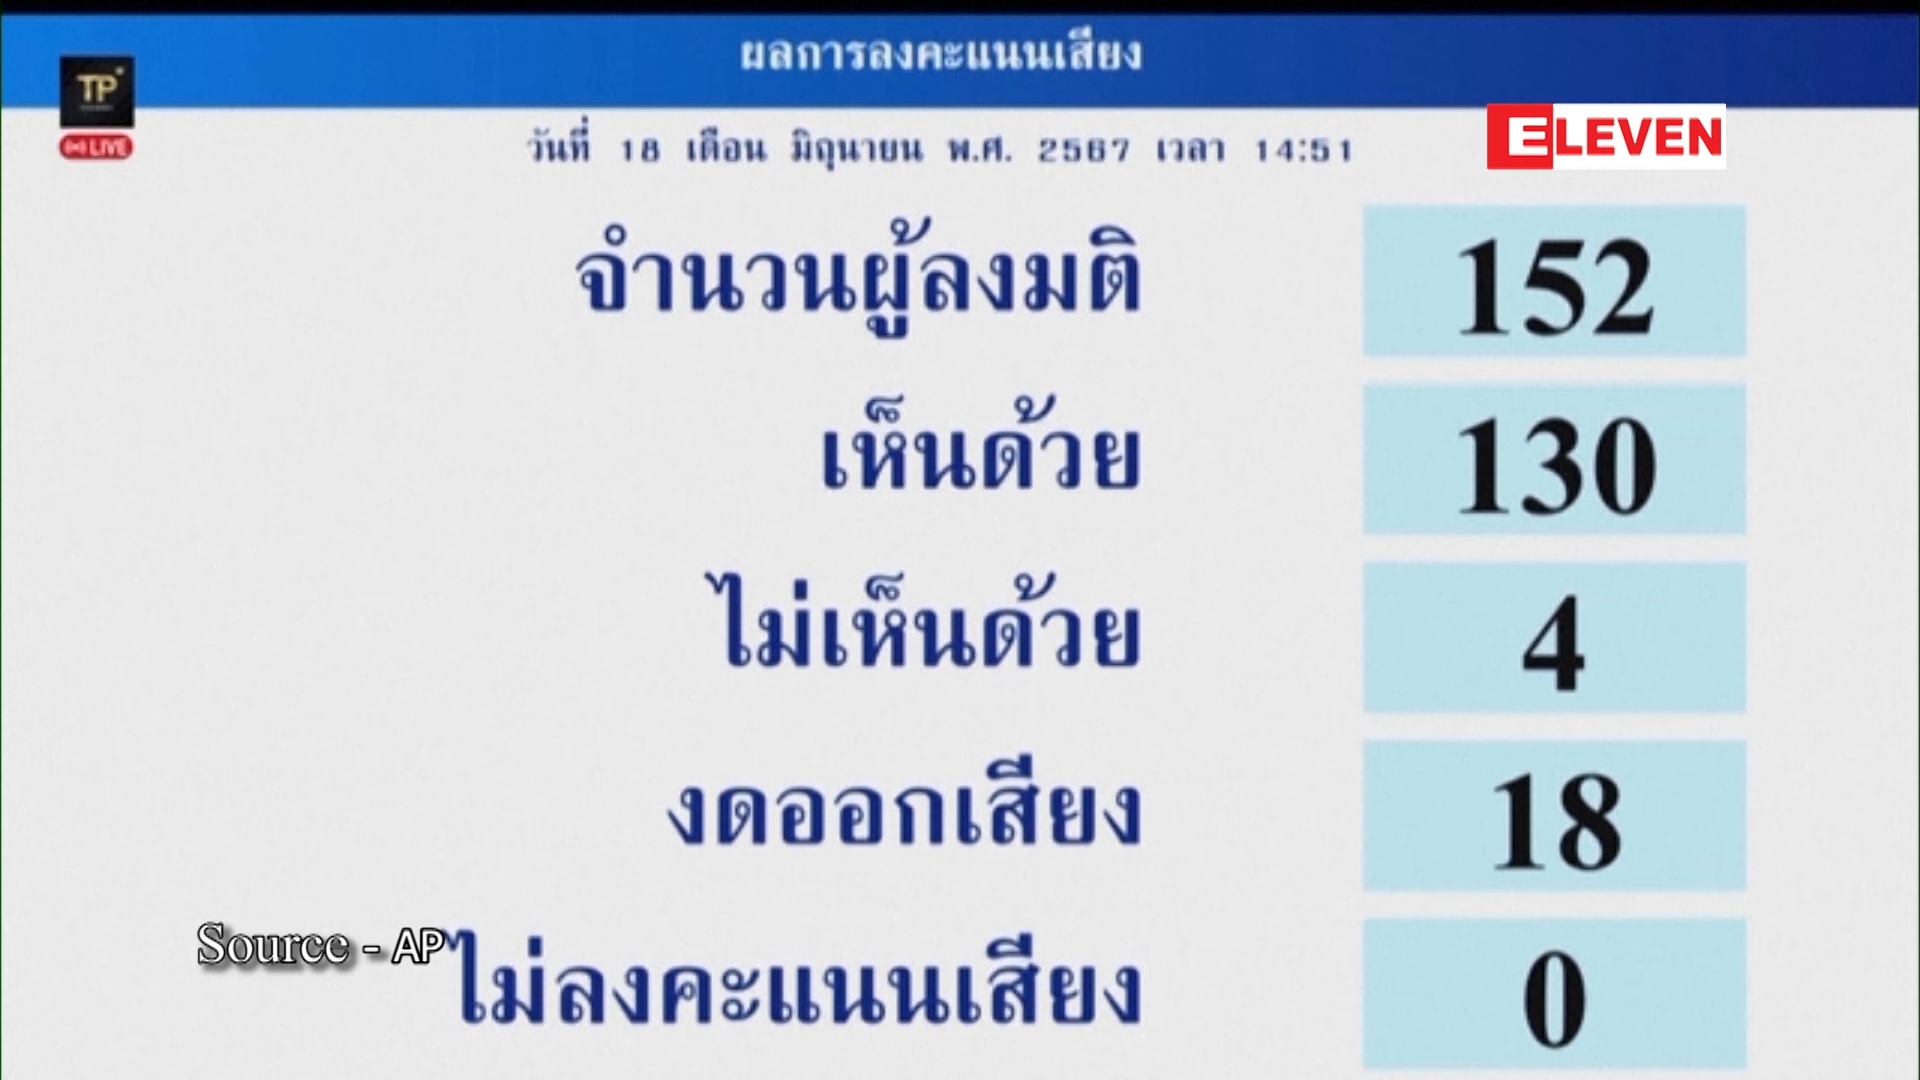 ผลการลงคะแนนเสียง
TP
LIVE
ELEVEN
วันที่ 18 เดือน มิถุนายน พ.ศ. 2567 เวลา 14:51
จำนวนผู้ลงมติ 152
เห็นด้วย 130
ไม่เห็นด้วย 4
งดออกเสียง 18
Source - AP
ไม่ลงคะแนนเสียง 0